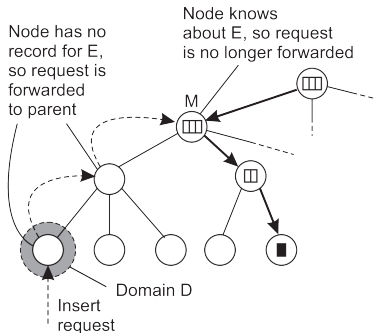 Node has no
record for E,
so request is
forwarded
to parent
Node knows
about E, so request
is no longer forwarded
M
Domain D
Insert
request